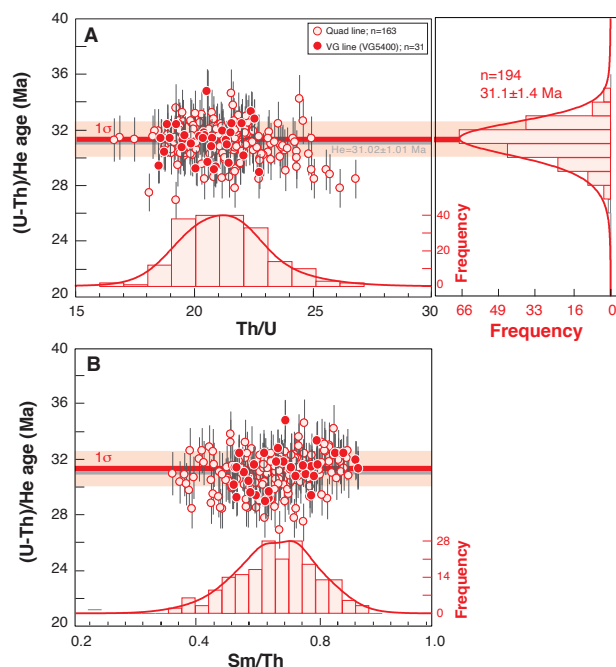 A
Quad line; n=163
VG line (VG5400); n=31
n=194
31.1±1.4 Ma
1σ
He=31.02±1.01 Ma
(U-Th)/He age (Ma)
40
36
32
28
24
20
40
20
0
Frequency
15
20
25
30
Th/U
66
49
33
16
0
Frequency
B
40
36
32
28
24
20
(U-Th)/He age (Ma)
1σ
28
14
0
Frequency
0.2
0.4
0.8
1.0
Sm/Th